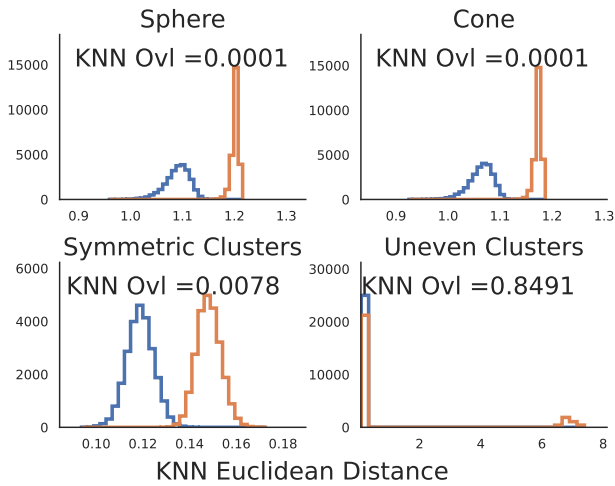 Sphere
KNN Ovl =0.0001
15000
10000
5000
0
0.9 1.0 1.1 1.2 1.3
Cone
KNN Ovl =0.0001
15000
10000
5000
0
0.9 1.0 1.1 1.2 1.3
Symmetric Clusters
KNN Ovl =0.0078
6000
4000
2000
0
0.10 0.12 0.14 0.16 0.18
Uneven Clusters
KNN Ovl =0.8491
30000
20000
10000
0
2 4 6 8
KNN Euclidean Distance